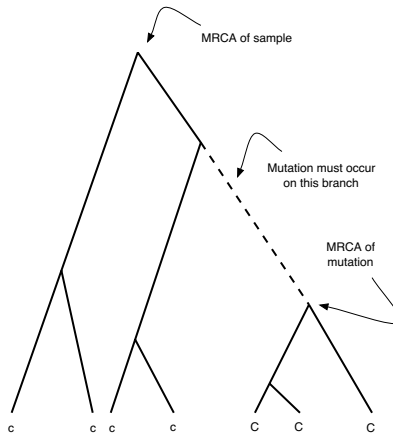 MRCA of sample
Mutation must occur
on this branch
MRCA of
mutation
c c c c C C C